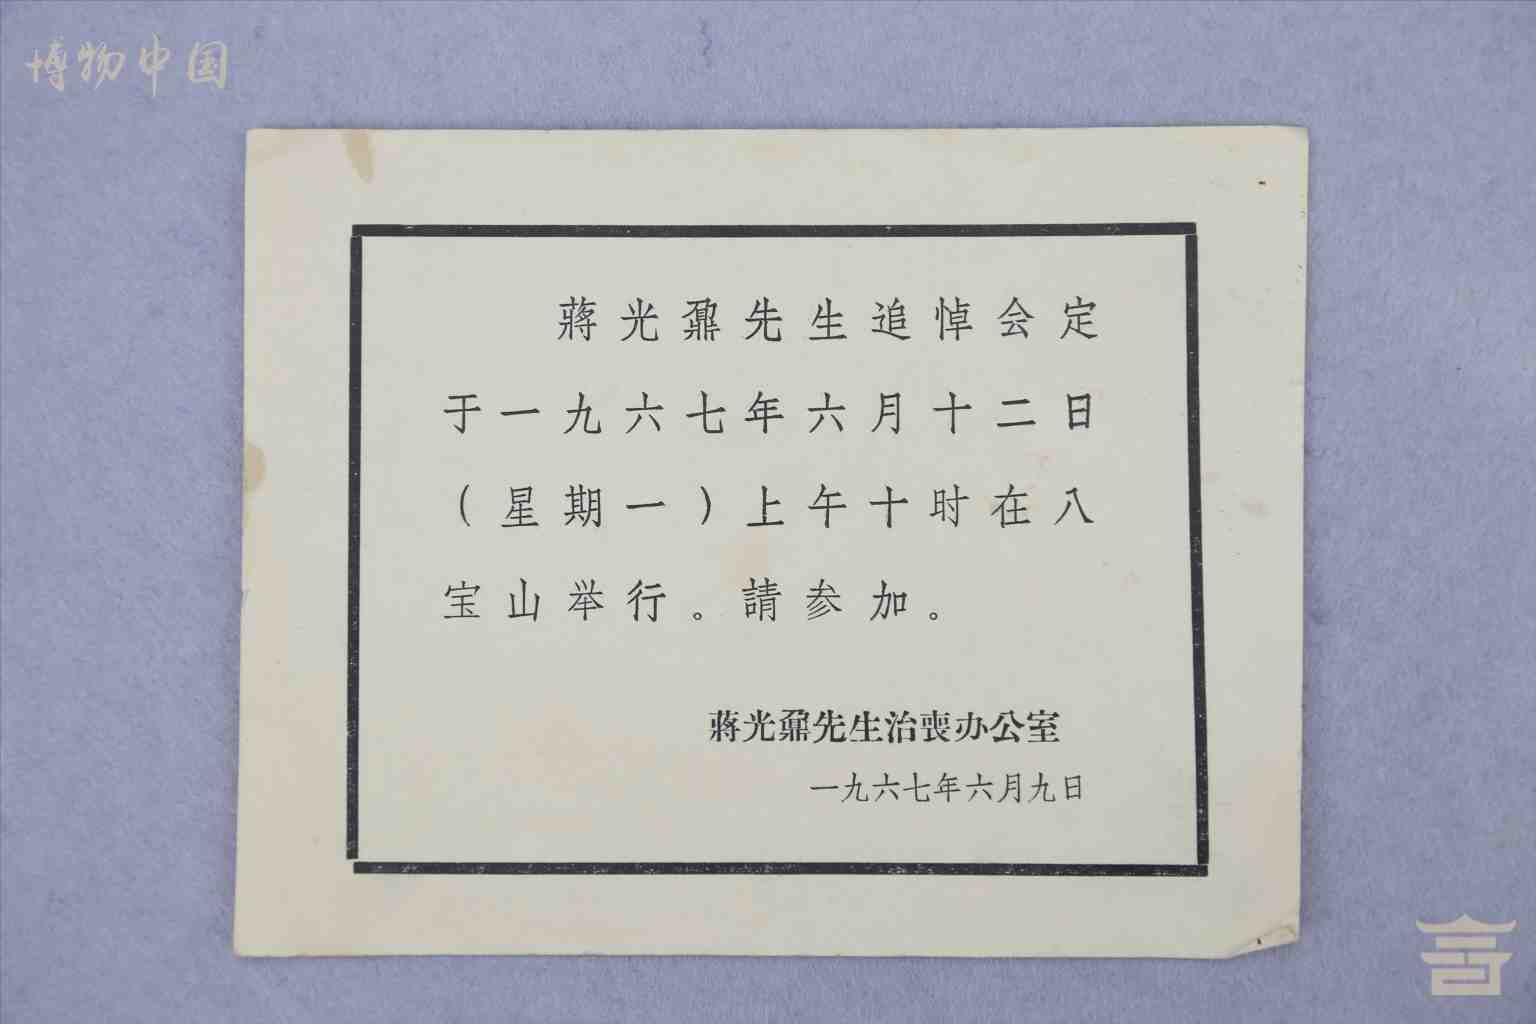 博物中国
蔣光鼐先生追悼会定
于一九六七年六月十二日
（星期一）上午十时在八
宝山举行。請参加。
蔣光鼐先生治喪办公室
一九六七年六月九日